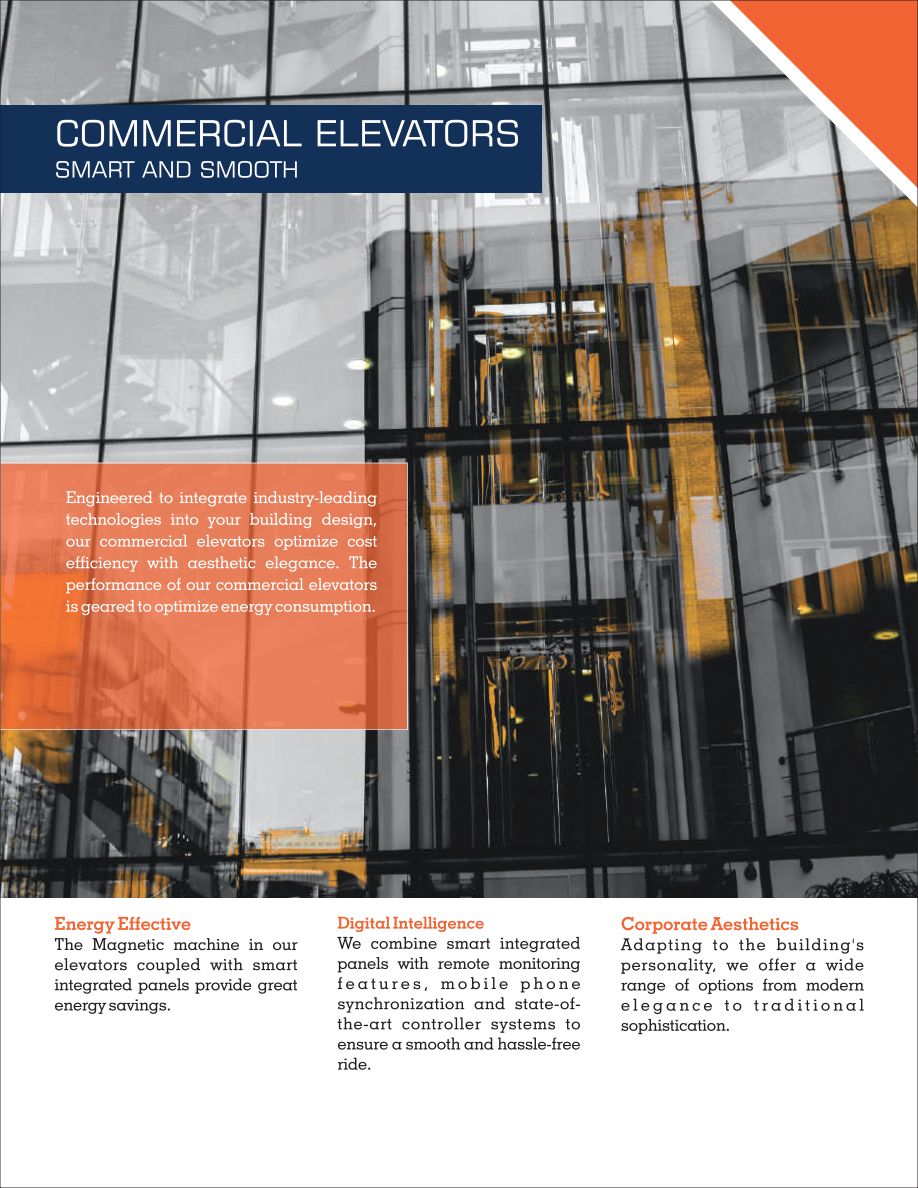 COMMERCIAL ELEVATORS
SMART AND SMOOTH
Engineered to integrate industry-leading
technologies into your building design,
our commercial elevators optimize cost
efficiency with aesthetic elegance. The
performance of our commercial elevators
is geared to optimize energy consumption.
Energy Effective
The Magnetic machine in our
elevators coupled with smart
integrated panels provide great
energy savings.
Digital Intelligence
We combine smart integrated
panels with remote monitoring
features, mobile phone
synchronization and state-of-
the-art controller systems to
ensure a smooth and hassle-free
ride.
Corporate Aesthetics
Adapting to the building's
personality, we offer a wide
range of options from modern
elegance to traditional
sophistication.